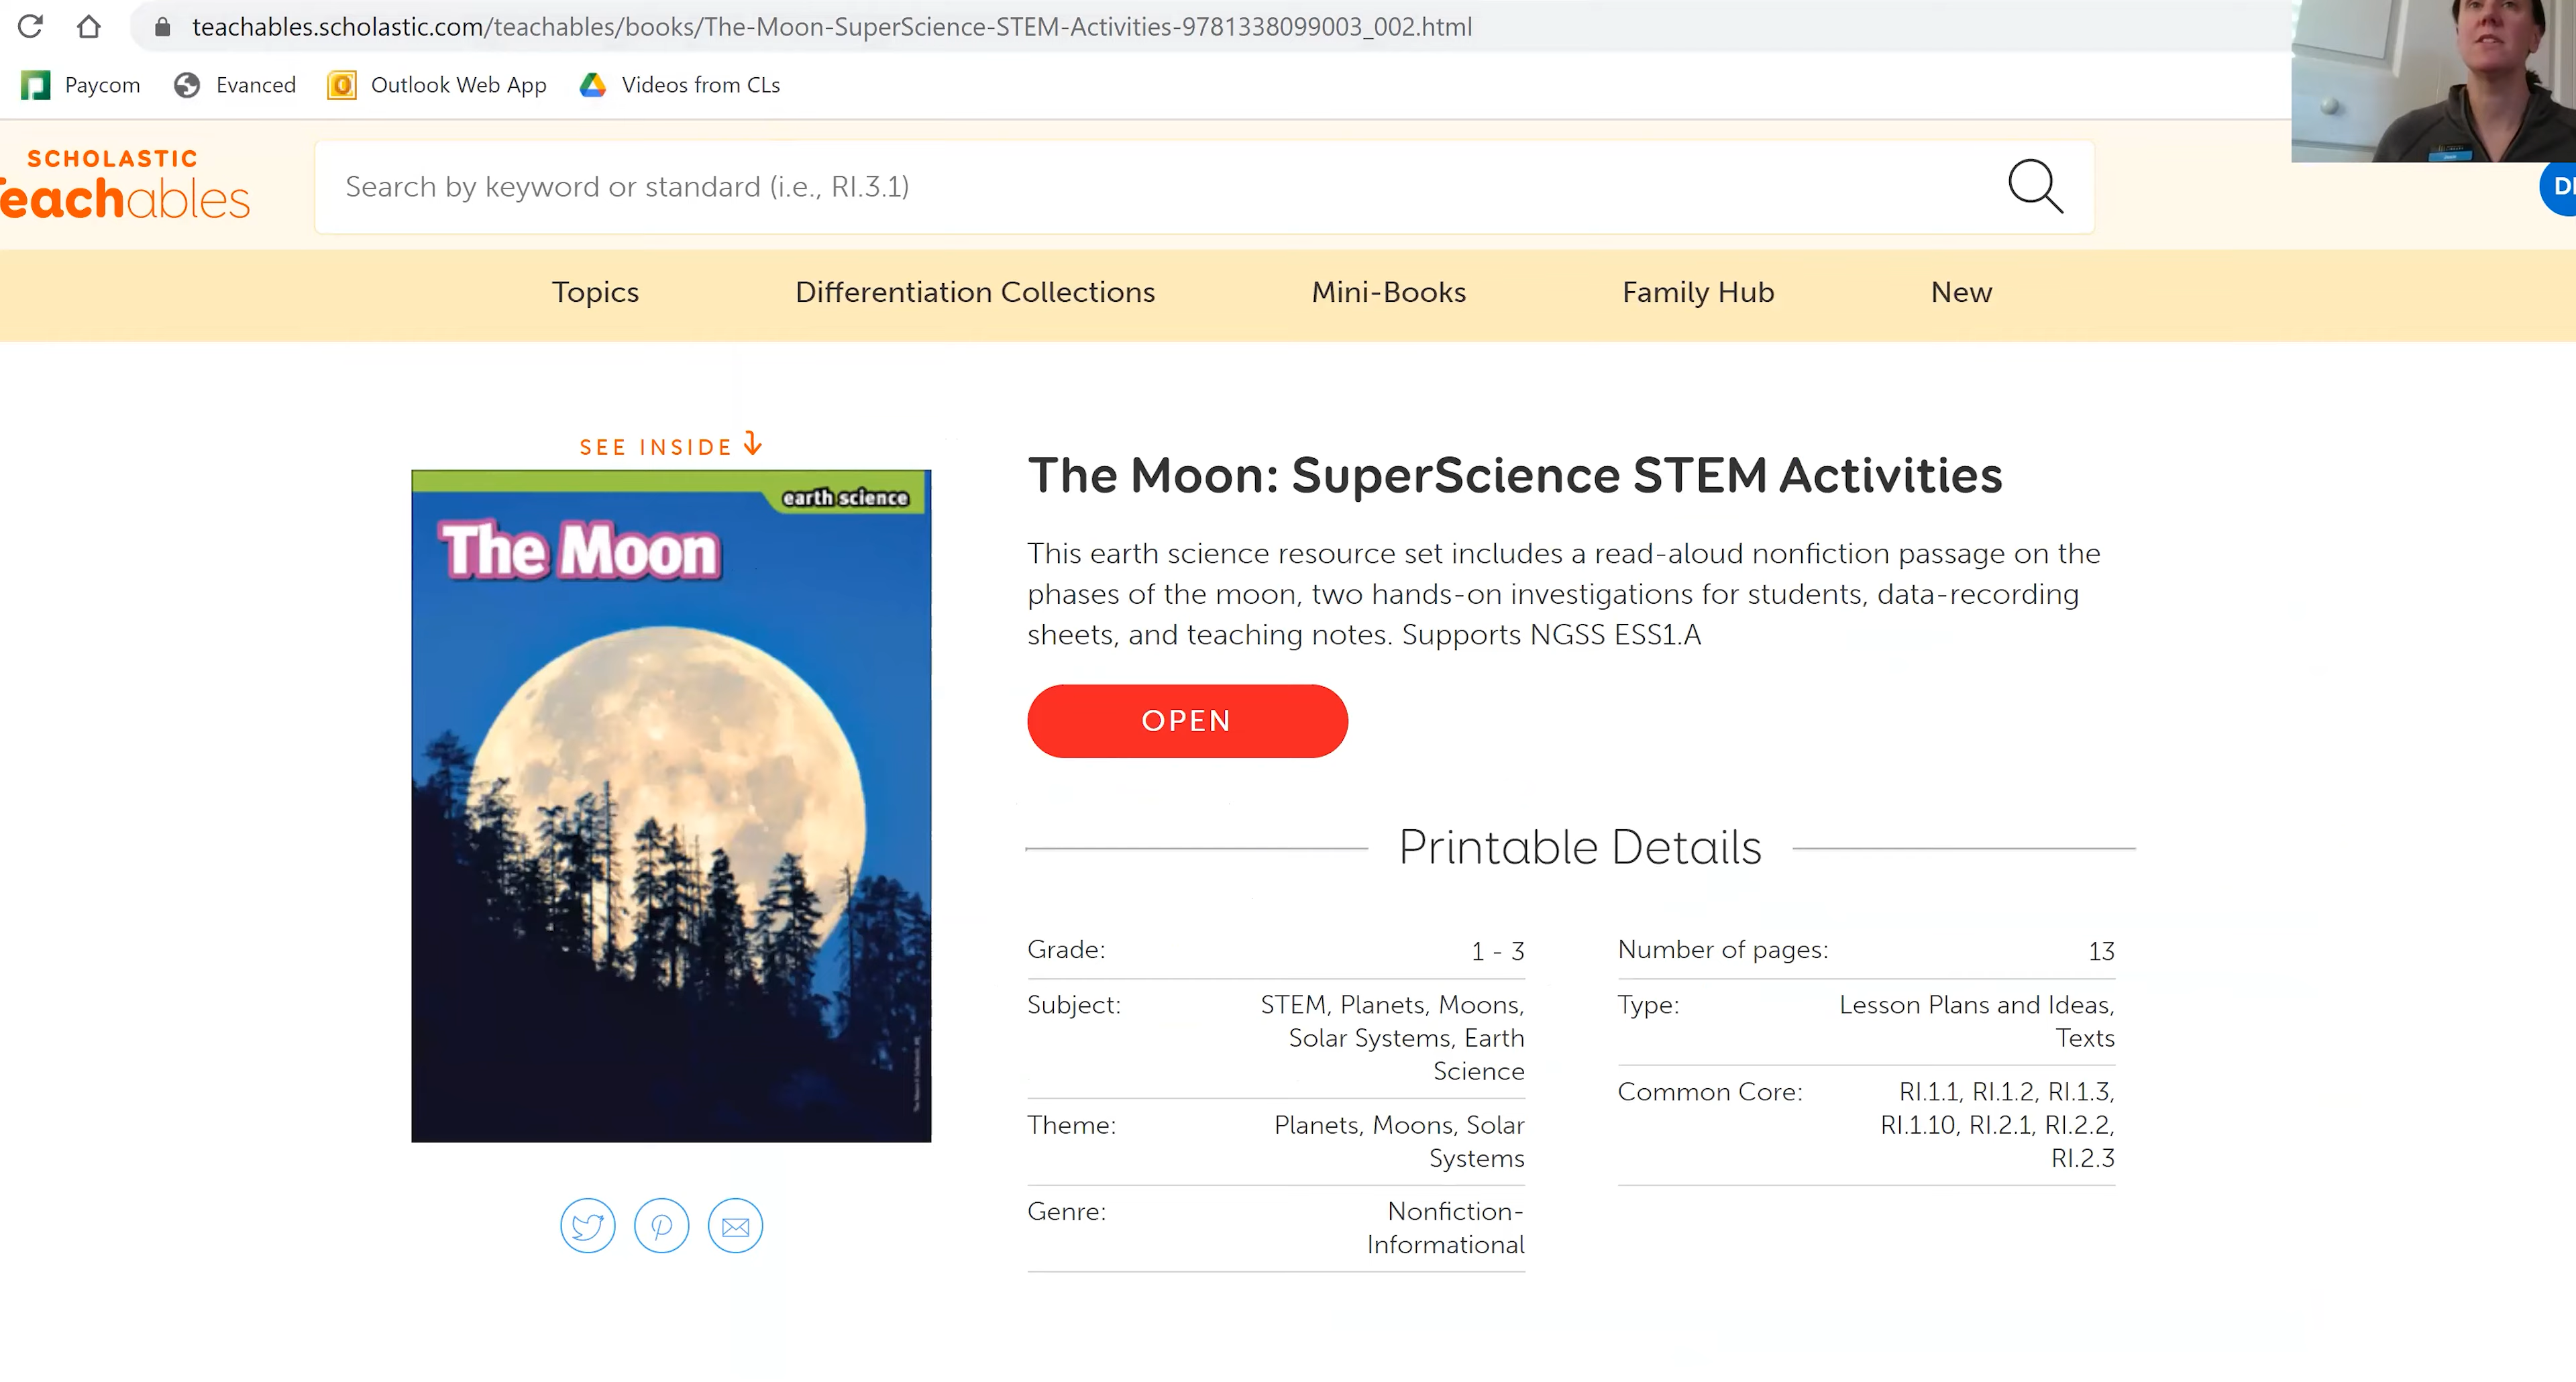 teachables.scholastic.com/teachables/books/The-Moon-SuperScience-STEM-Activities-9781338099003_002.html
Paycom Evanced Outlook Web App Videos from CLs
SCHOLASTIC
Teachables
Search by keyword or standard (i.e., RI.3.1)
Topics Differentiation Collections Mini-Books Family Hub New
SEE INSIDE
earth science
The Moon
The Moon: SuperScience STEM Activities
This earth science resource set includes a read-aloud nonfiction passage on the
phases of the moon, two hands-on investigations for students, data-recording
sheets, and teaching notes. Supports NGSS ESS1.A
OPEN
Printable Details
Grade: 1 - 3
Subject: STEM, Planets, Moons,
Solar Systems, Earth
Science
Theme: Planets, Moons, Solar
Systems
Genre: Nonfiction-
Informational
Number of pages: 13
Type: Lesson Plans and Ideas,
Texts
Common Core: RI.1.1, RI.1.2, RI.1.3,
RI.1.10, RI.2.1, RI.2.2,
RI.2.3